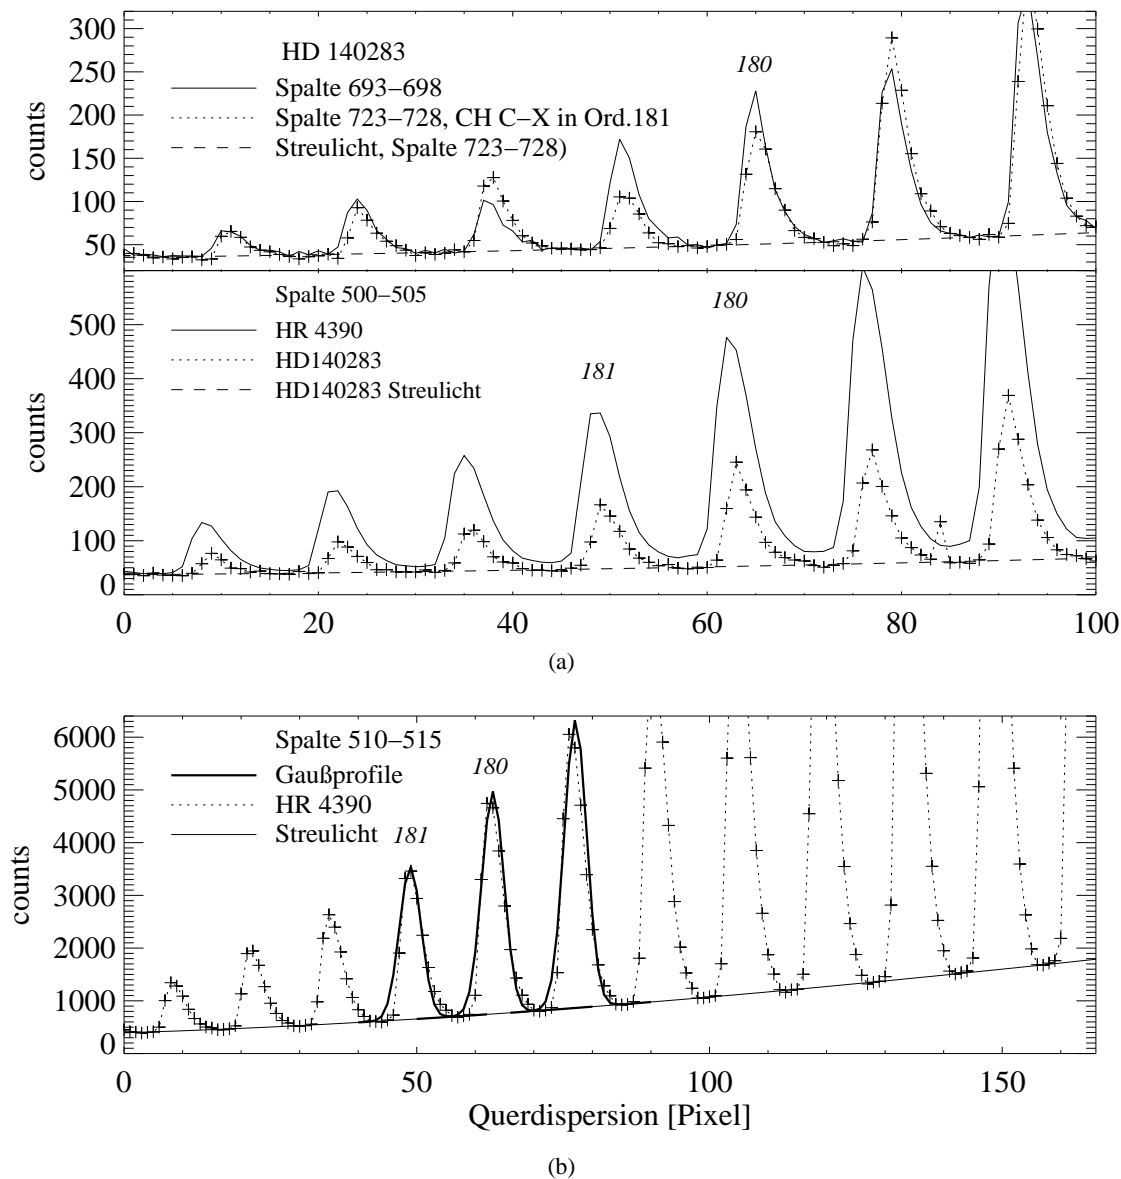 300
250
200
150
100
50
counts
HD 140283
Spalte 693–698
Spalte 723–728, CH C–X in Ord.181
Streulicht, Spalte 723–728)
180
500
400
300
200
100
0
counts
Spalte 500–505
HR 4390
HD140283
HD140283 Streulicht
181
180
0 20 40 60 80 100
(a)
6000
5000
4000
3000
2000
1000
0
counts
Spalte 510–515
Gaußprofile
HR 4390
Streulicht
181
180
0 50 100 150
Querdispersion [Pixel]
(b)